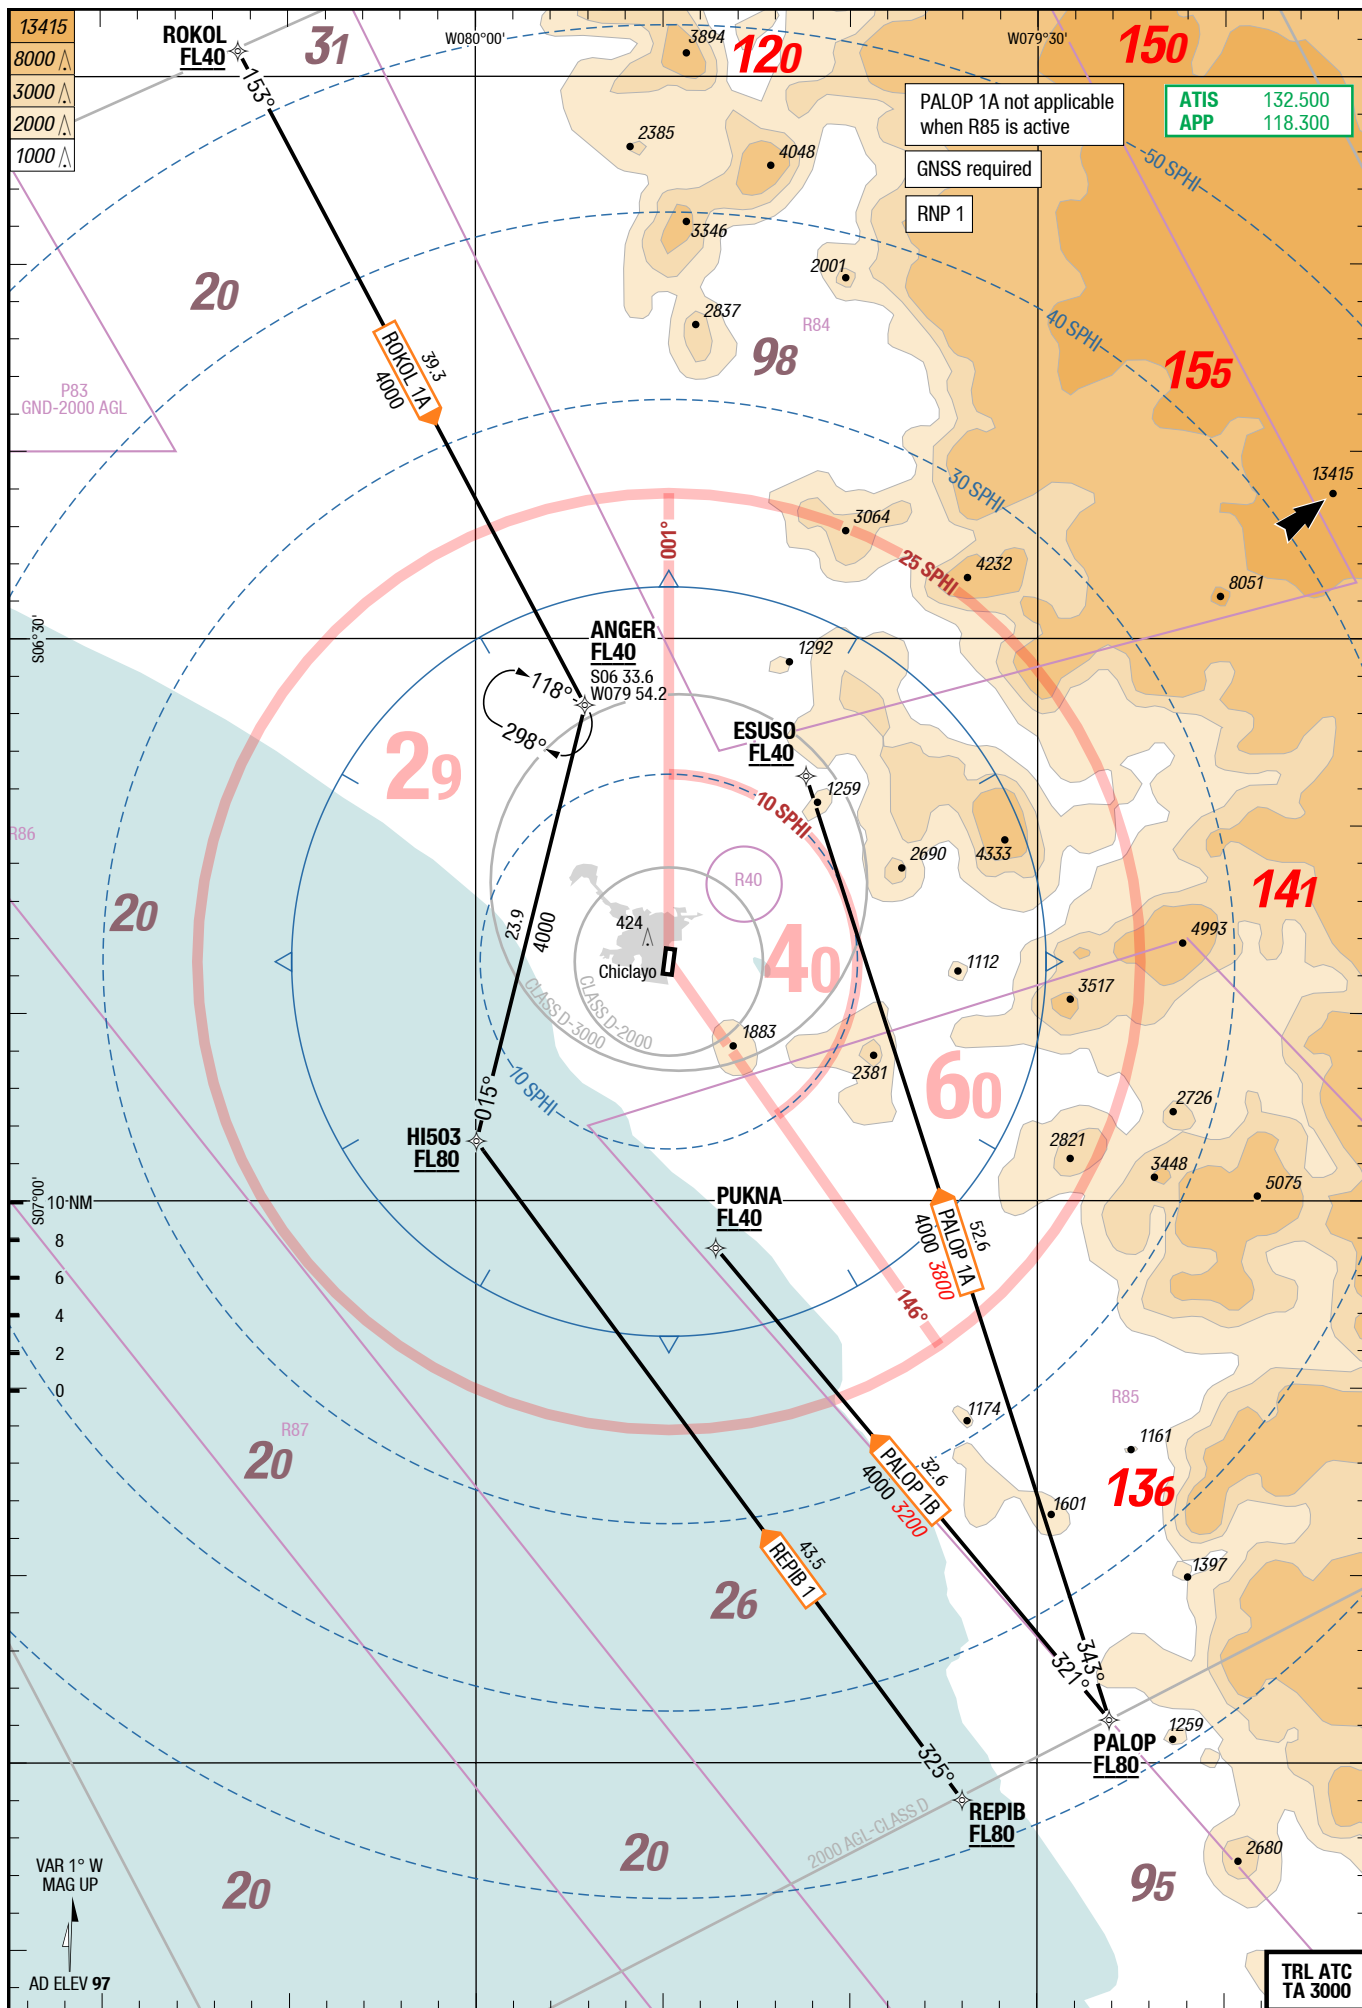 13415
8000
3000
2000
1000
ROKOL
FL40
31
W080°00'
3894
120
W079°30'
150
153°
PALOP 1A not applicable
when R85 is active
ATIS 132.500
APP 118.300
2385
4048
50 SPHI
GNSS required
RNP 1
3346
20
2001
2837
R84
98
40 SPHI
155
ROKOL 1A
39.3
4000
P83
GND-2000 AGL
30 SPHI
13415
3064
001°
25 SPHI
4232
8051
S06°30'
ANGER
FL40
S06 33.6
W079 54.2
1292
118°
298°
29
ESUSO
FL40
1259
10 SPHI
R86
2690
4333
R40
141
20
23.9
4000
424
Chiclayo
40
4993
1112
3517
CLASS D-3000
CLASS D-2000
1883
2381
10 SPHI
60
015°
2726
HI503
FL80
2821
3448
5075
PUKNA
FL40
S07°00'
10 NM
8
6
4
2
0
PALOP 1A
52.6
4000 3800
146°
R85
1174
1161
R87
20
136
PALOP 1B
32.6
4000 3200
1601
REPIB 1
43.5
1397
26
343°
321°
1259
PALOP
FL80
325°
REPIB
FL80
2000 AGL-CLASS D
20
2680
95
20
VAR 1° W
MAG UP
AD ELEV 97
TRL ATC
TA 3000